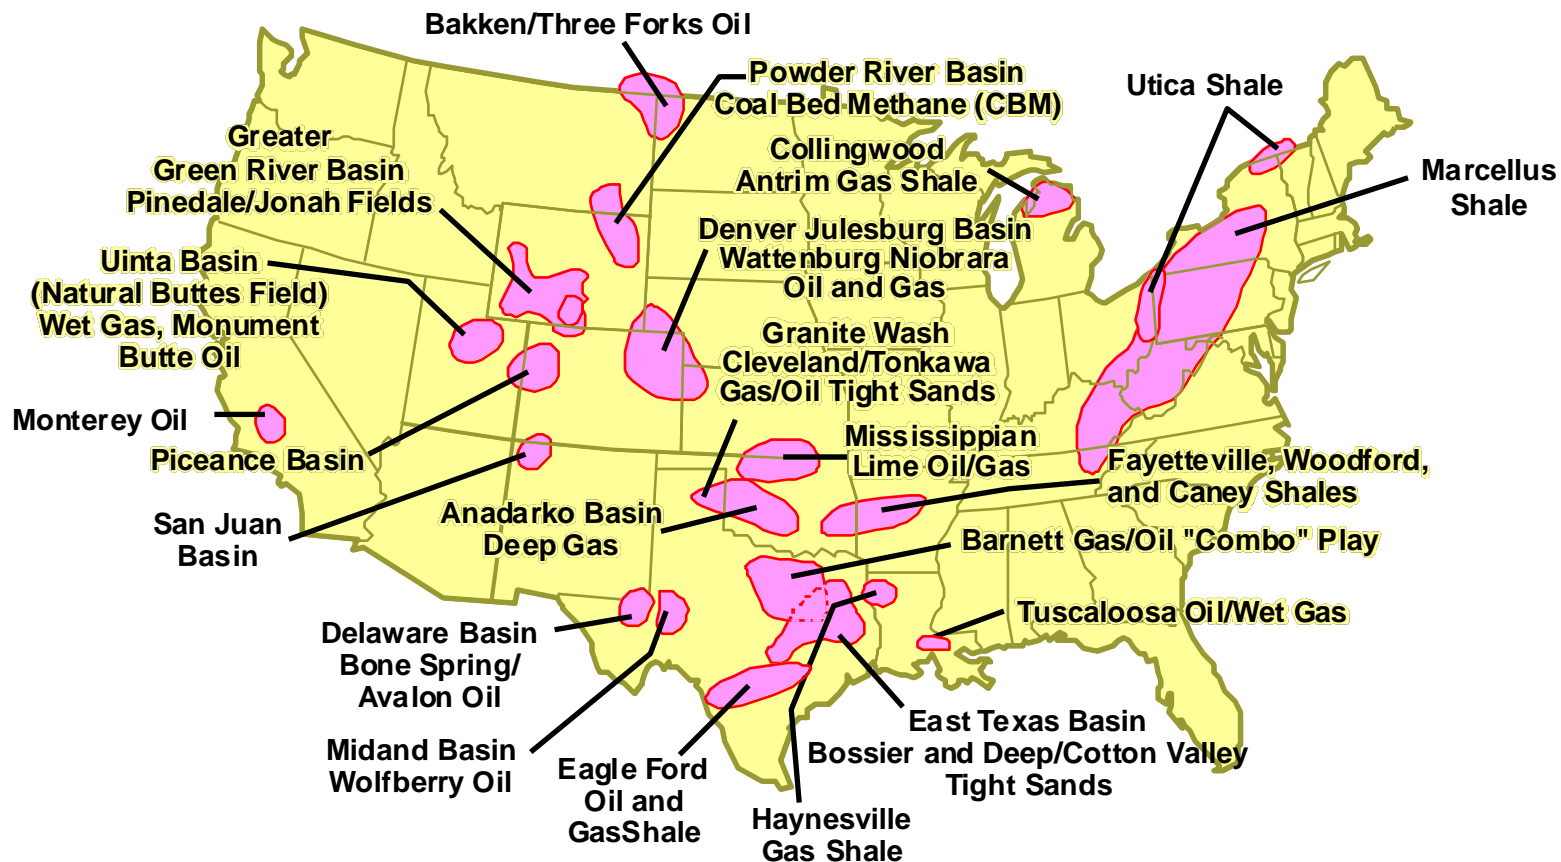 Bakken/Three Forks Oil
Powder River Basin
Coal Bed Methane (CBM)
Utica Shale
Greater
Green River Basin
Pinedale/Jonah Fields
Collingwood
Antrim Gas Shale
Marcellus
Shale
Denver Julesburg Basin
Wattenburg Niobrara
Oil and Gas
Uinta Basin
(Natural Buttes Field)
Wet Gas, Monument
Butte Oil
Granite Wash
Cleveland/Tonkawa
Gas/Oil Tight Sands
Monterey Oil
Piceance Basin
Mississippian
Lime Oil/Gas
Fayetteville, Woodford,
and Caney Shales
San Juan
Basin
Anadarko Basin
Deep Gas
Barnett Gas/Oil "Combo" Play
Tuscaloosa Oil/Wet Gas
Delaware Basin
Bone Spring/
Avalon Oil
Midand Basin
Wolfberry Oil
Eagle Ford
Oil and
GasShale
East Texas Basin
Bossier and Deep/Cotton Valley
Tight Sands
Haynesville
Gas Shale